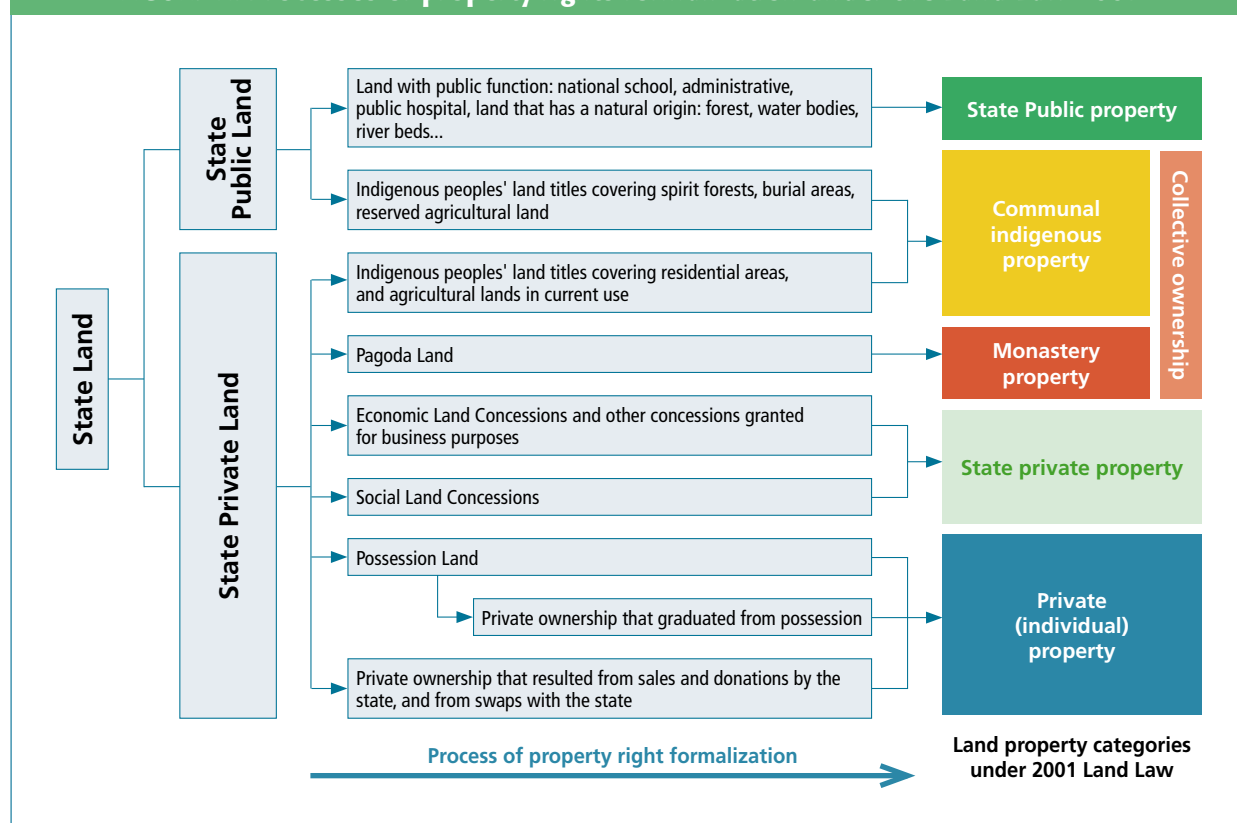 State
Public Land
Land with public function: national school, administrative,
public hospital, land that has a natural origin: forest, water bodies,
river beds...
State Public property
Indigenous peoples' land titles covering spirit forests, burial areas,
reserved agricultural land
Communal
indigenous
property
Collective ownership
State Land
State Private Land
Indigenous peoples' land titles covering residential areas,
and agricultural lands in current use
Pagoda Land
Monastery
property
Economic Land Concessions and other concessions granted
for business purposes
State private property
Social Land Concessions
Possession Land
Private ownership that graduated from possession
Private
(individual)
property
Private ownership that resulted from sales and donations by the
state, and from swaps with the state
Process of property right formalization
Land property categories
under 2001 Land Law